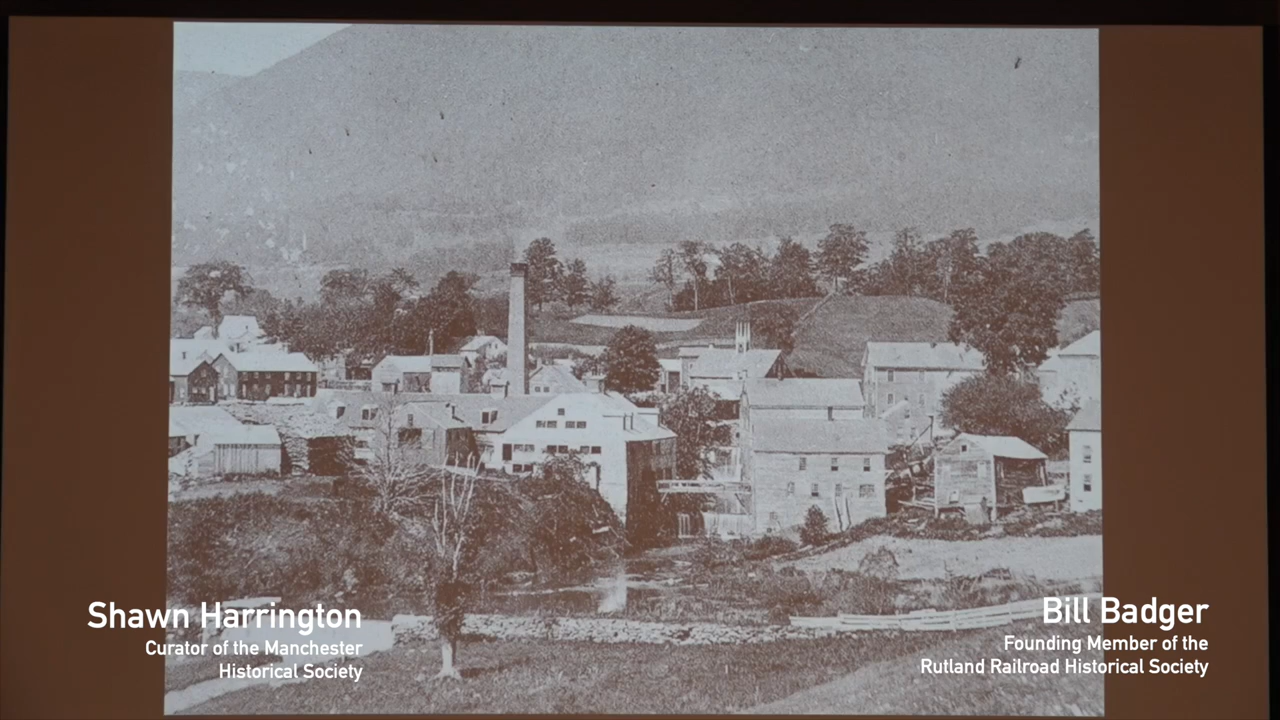 Shawn Harrington
Curator of the Manchester
Historical Society
Bill Badger
Founding Member of the
Rutland Railroad Historical Society